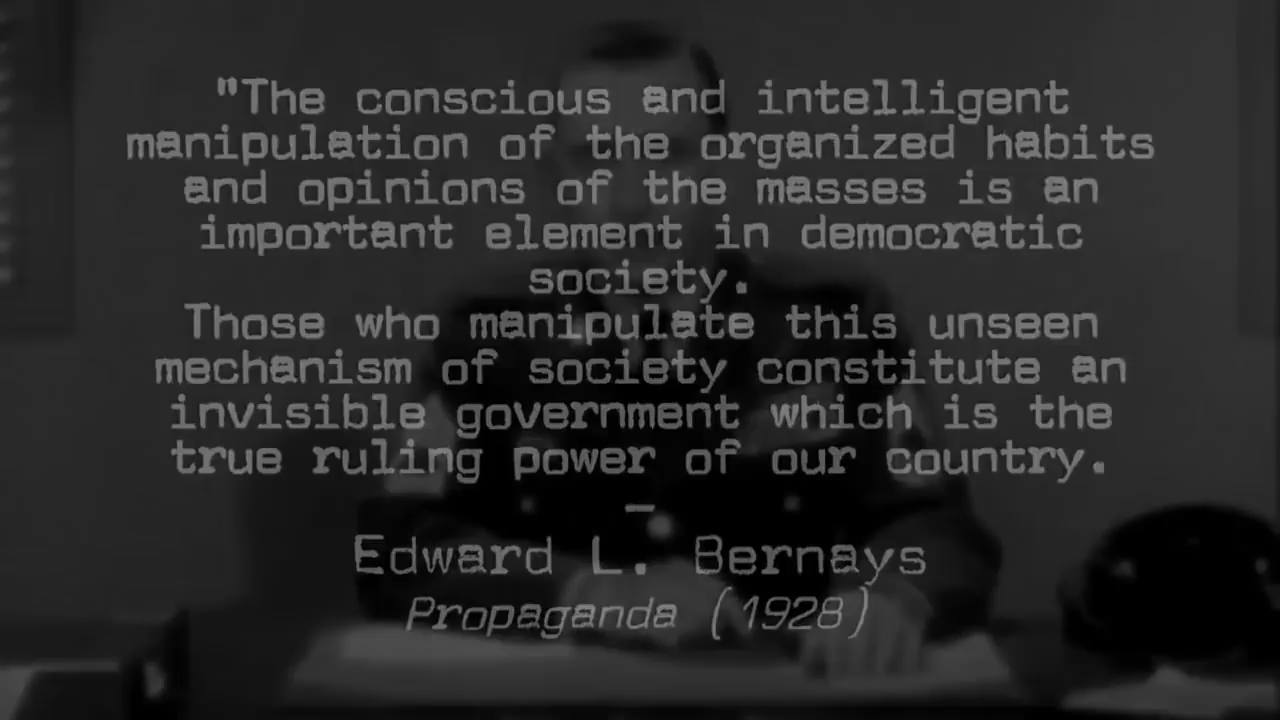 "The conscious and intelligent
manipulation of the organized habits
and opinions of the masses is an
important element in democratic
society.
Those who manipulate this unseen
mechanism of society constitute an
invisible government which is the
true ruling power of our country.
—
Edward L. Bernays
Propaganda (1928)